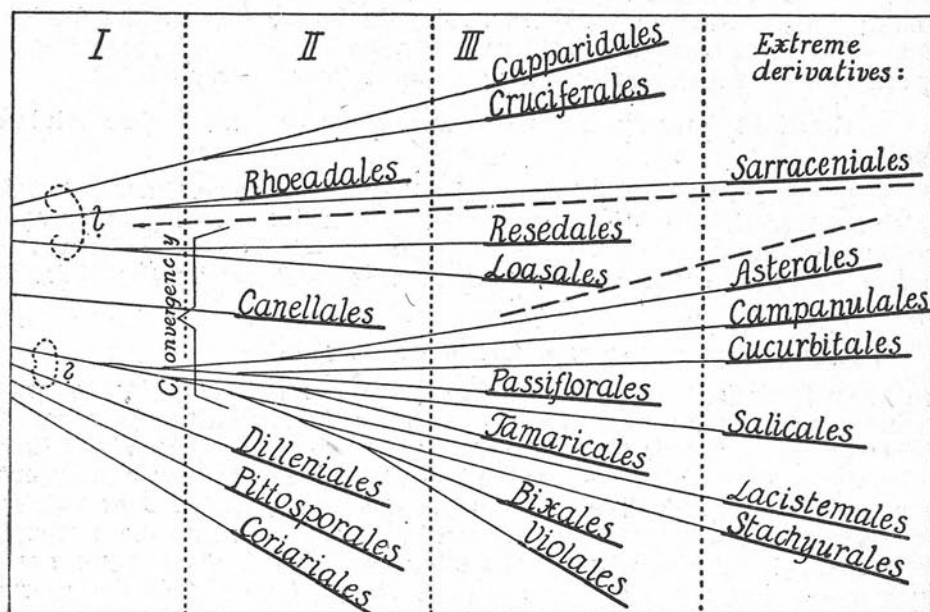 I
II
III
Extreme
derivatives:
Capparidales
Cruciferales
Rhoeadales
Sarraceniales
?
Resedales
Loasales
Convergency
Canellales
Asterales
Campanulales
Cucurbitales
?
Passiflorales
Salicales
Tamaricales
Dilleniales
Pittosporales
Coriariales
Bixales
Violales
Lacistemales
Stachyurales